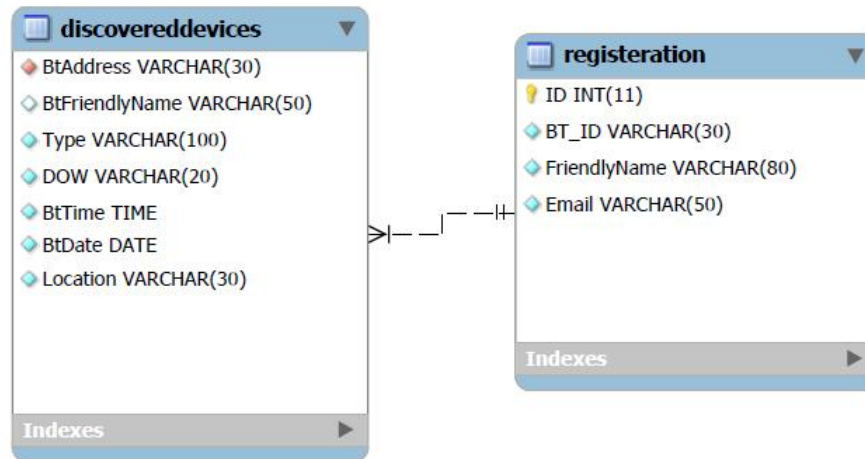 discovereddevices
BtAddress VARCHAR(30)
BtFriendlyName VARCHAR(50)
Type VARCHAR(100)
DOW VARCHAR(20)
BtTime TIME
BtDate DATE
Location VARCHAR(30)
Indexes
registeration
ID INT(11)
BT_ID VARCHAR(30)
FriendlyName VARCHAR(80)
Email VARCHAR(50)
Indexes